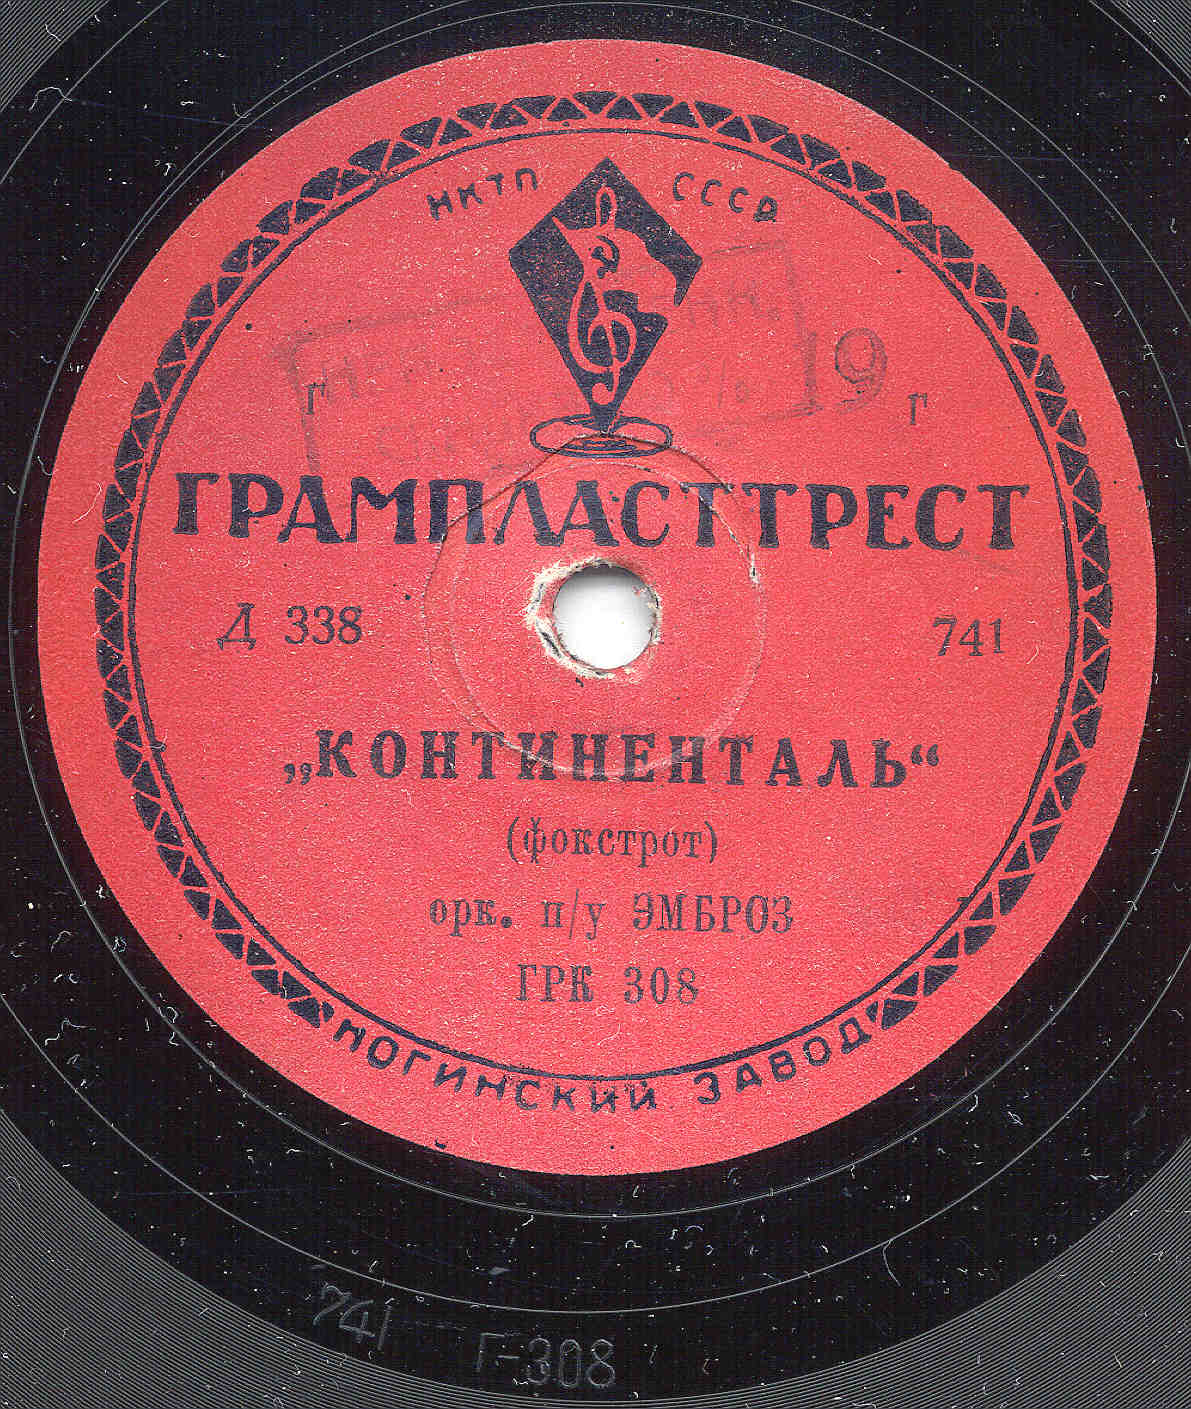 НКТП СССР
19
г г
ГРАМПЛАСТТРЕСТ
Д 338 741
„КОНТИНЕНТАЛЬ“
(фокстрот)
орк. п/у ЭМБРОЗ
ГРК 308
НОГИНСКИЙ ЗАВОД
741 Г-308